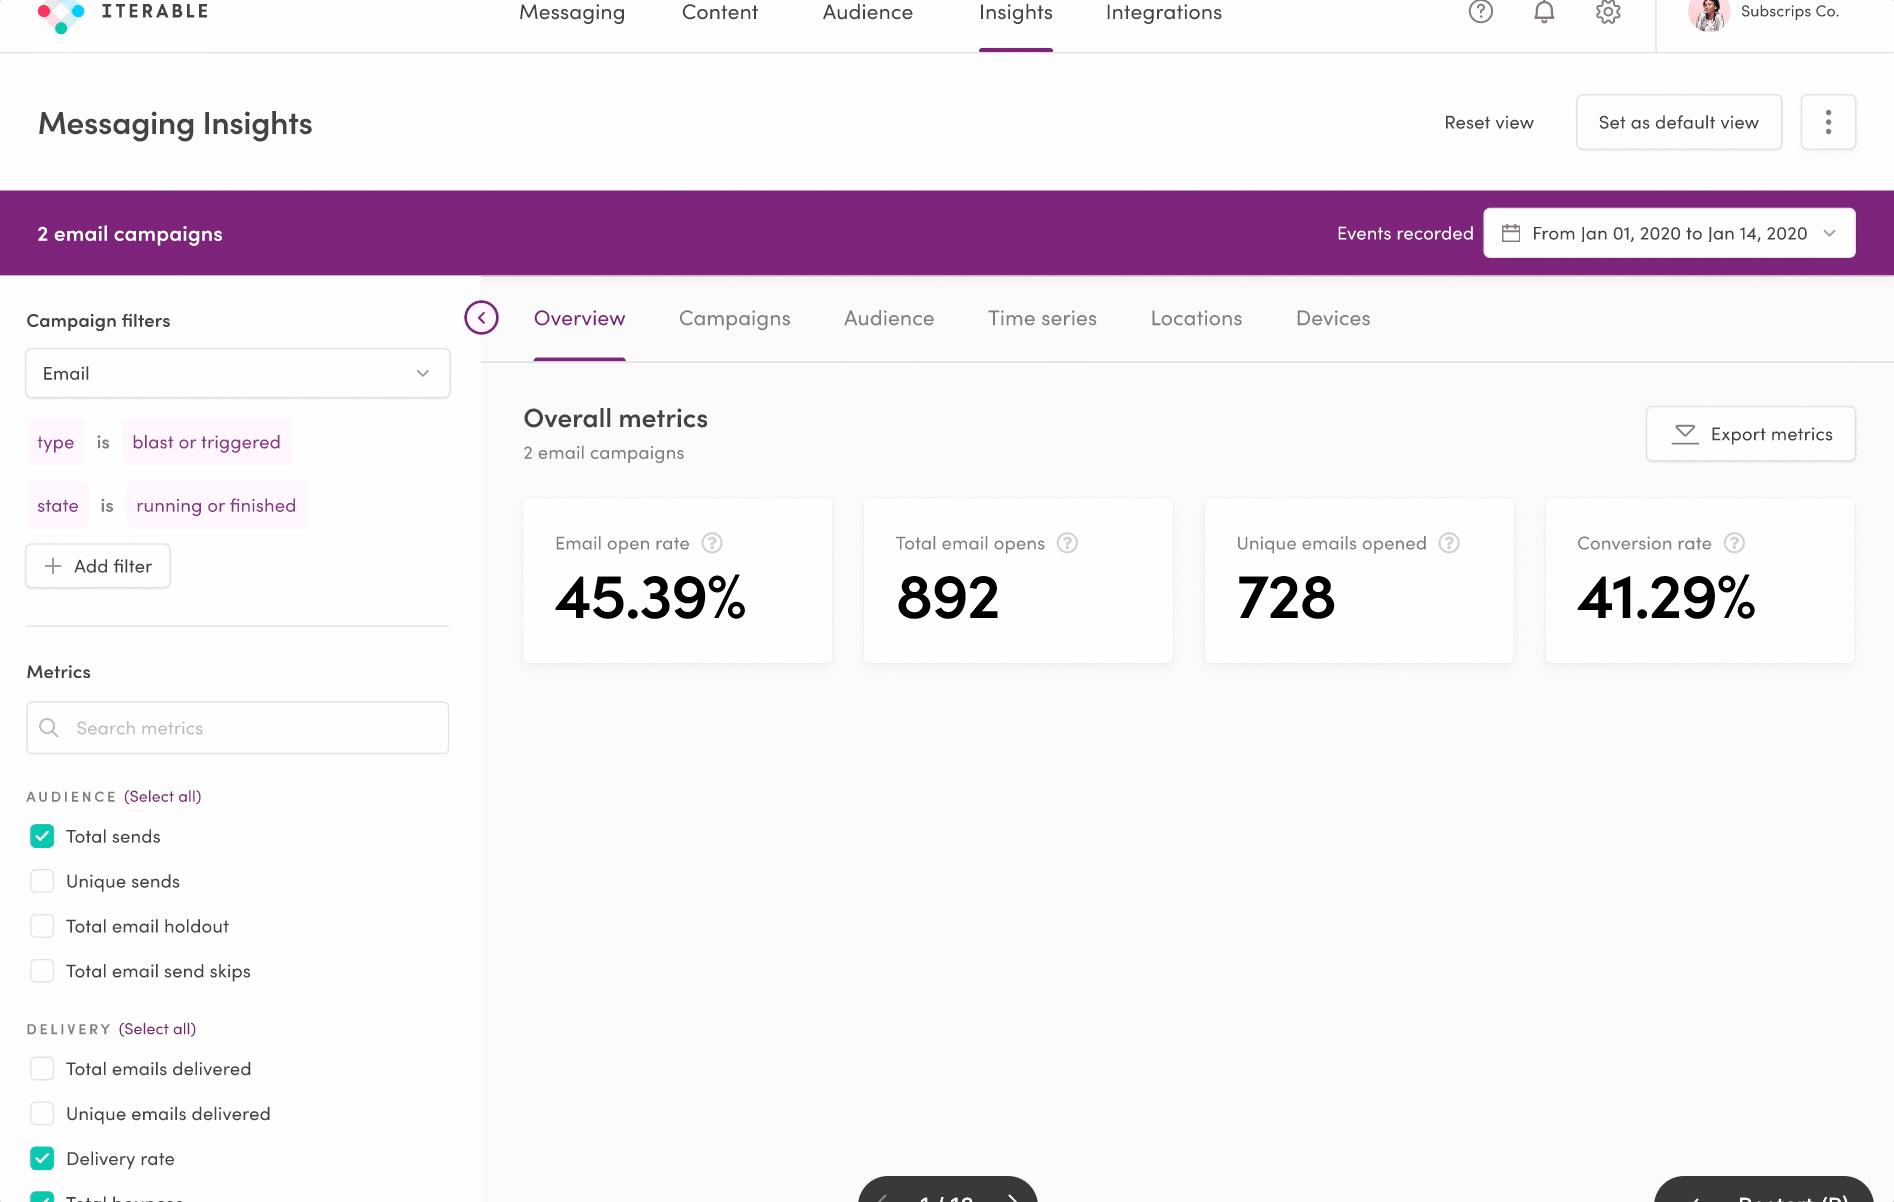 ITERABLE
Messaging Content Audience Insights Integrations
Subscrips Co.
Messaging Insights
Reset view
Set as default view
2 email campaigns
Events recorded
From Jan 01, 2020 to Jan 14, 2020
Campaign filters
Email
type is blast or triggered
state is running or finished
Add filter
Metrics
Search metrics
AUDIENCE (Select all)
Total sends
Unique sends
Total email holdout
Total email send skips
DELIVERY (Select all)
Total emails delivered
Unique emails delivered
Delivery rate
Total bounces
Overview Campaigns Audience Time series Locations Devices
Overall metrics
2 email campaigns
Export metrics
Email open rate
45.39%
Total email opens
892
Unique emails opened
728
Conversion rate
41.29%
Restart (R)